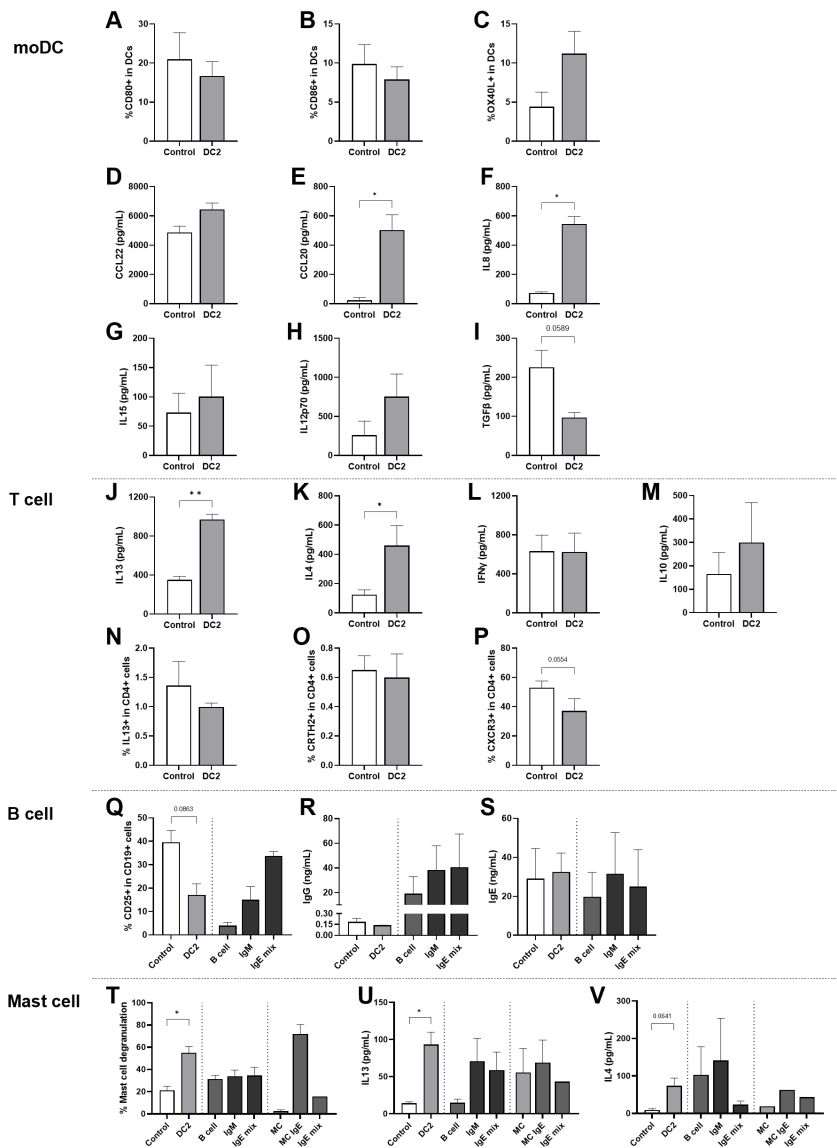 moDC
A
%CD80+ in DCs
30
20
10
0
Control DC2
B
%CD86+ in DCs
15
10
5
0
Control DC2
C
%OX40L+ in DCs
15
10
5
0
Control DC2
D
CCL22 (pg/mL)
8000
6000
4000
2000
0
Control DC2
E
CCL20 (pg/mL)
800
600
400
200
0
*
Control DC2
F
IL8 (pg/mL)
800
600
400
200
0
*
Control DC2
G
IL15 (pg/mL)
200
150
100
50
0
Control DC2
H
IL12p70 (pg/mL)
1500
1000
500
0
Control DC2
I
TGFβ (pg/mL)
300
200
100
0
0.0589
Control DC2
T cell
J
IL13 (pg/mL)
1200
800
400
0
**
Control DC2
K
IL4 (pg/mL)
800
600
400
200
0
*
Control DC2
L
IFNγ (pg/mL)
1200
900
600
300
0
Control DC2
M
IL10 (pg/mL)
500
400
300
200
100
0
Control DC2
N
% IL13+ in CD4+ cells
2.0
1.5
1.0
0.5
0.0
Control DC2
O
% CRTH2+ in CD4+ cells
0.8
0.6
0.4
0.2
0.0
Control DC2
P
% CXCR3+ in CD4+ cells
80
60
40
20
0
0.0554
Control DC2
B cell
Q
% CD25+ in CD19+ cells
50
40
30
20
10
0
0.0863
Control DC2 B cell IgM IgE mix
R
IgG (ng/mL)
80
60
40
20
0.30
0.15
0.00
Control DC2 B cell IgM IgE mix
S
IgE (ng/mL)
60
40
20
0
Control DC2 B cell IgM IgE mix
Mast cell
T
% Mast cell degranulation
100
80
60
40
20
0
*
Control DC2 B cell IgM IgE mix MC MC IgE IgE mix
U
IL13 (pg/mL)
150
100
50
0
*
Control DC2 B cell IgM IgE mix MC MC IgE IgE mix
V
IL4 (pg/mL)
300
200
100
0
0.0641
Control DC2 B cell IgM IgE mix MC MC IgE IgE mix